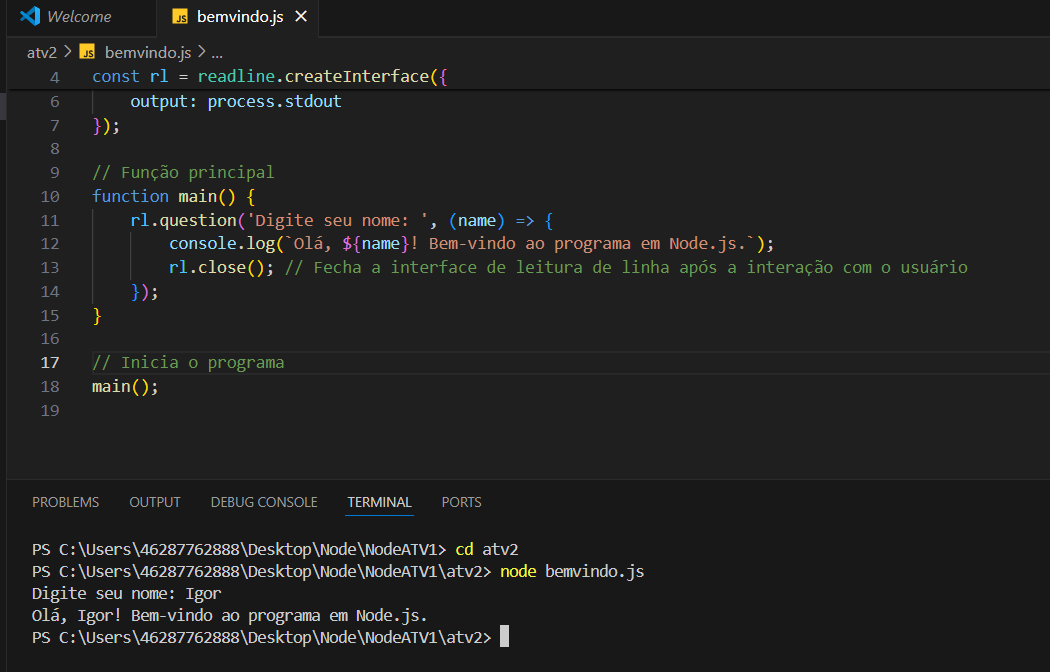 Welcome
JS bemvindo.js ×
atv2 > JS bemvindo.js > ...
4 const rl = readline.createInterface({
6     output: process.stdout
7 });
8
9 // Função principal
10 function main() {
11     rl.question('Digite seu nome: ', (name) => {
12         console.log(`Olá, ${name}! Bem-vindo ao programa em Node.js.`);
13         rl.close(); // Fecha a interface de leitura de linha após a interação com o usuário
14     });
15 }
16
17 // Inicia o programa
18 main();
19
PROBLEMS OUTPUT DEBUG CONSOLE TERMINAL PORTS
PS C:\Users\46287762888\Desktop\Node\NodeATV1> cd atv2
PS C:\Users\46287762888\Desktop\Node\NodeATV1\atv2> node bemvindo.js
Digite seu nome: Igor
Olá, Igor! Bem-vindo ao programa em Node.js.
PS C:\Users\46287762888\Desktop\Node\NodeATV1\atv2>